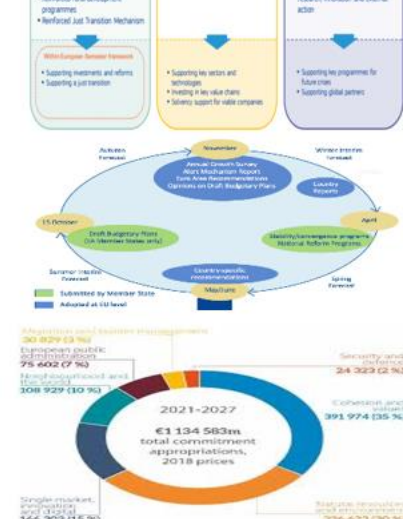 programmes
• Reinforced Just Transition Mechanism
action
Within European Semester framework
• Supporting investments and reforms
• Supporting a just transition
• Supporting key sectors and
technologies
• Investing in key value chains
• Solvency support for viable companies
• Supporting key programmes for
future crises
• Supporting global partners
Autumn
Forecast
November
Winter Interim
forecast
Annual Growth Survey
Alert Mechanism Report
Euro Area Recommendations
Opinions on Draft Budgetary Plans
Country
Reports
15 October
April
Draft Budgetary Plans
(EA Member States only)
Stability/convergence programs
National Reform Programs
Summer Interim
Forecast
Country-specific
recommendations
Spring
Forecast
May/June
Submitted by Member State
Adopted at EU level
Migration and border management
30 829 (3 %)
European public
administration
75 602 (7 %)
Neighbourhood and
the world
108 929 (10 %)
Security and
defence
24 323 (2 %)
Cohesion and
values
391 974 (35 %)
2021-2027
€1 134 583m
total commitment
appropriations,
2018 prices
Single market,
innovation
and digital
Natural resources
and environment